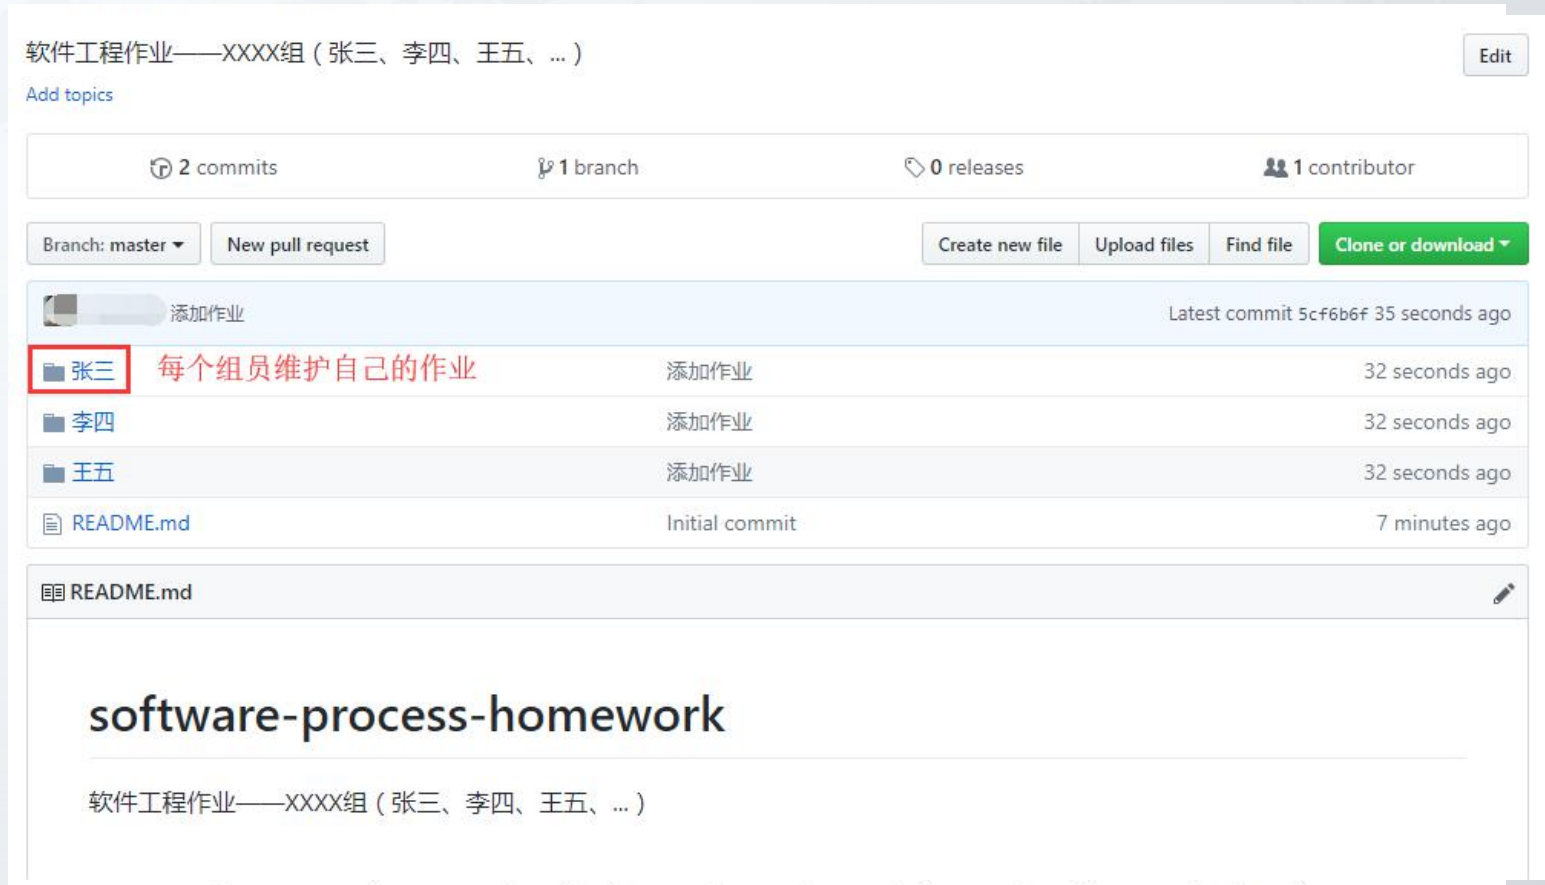 软件工程作业——XXXX组（张三、李四、王五、...）
Edit
Add topics
2 commits
1 branch
0 releases
1 contributor
Branch: master
New pull request
Create new file
Upload files
Find file
Clone or download
添加作业
Latest commit 5cf6b6f 35 seconds ago
张三
每个组员维护自己的作业
添加作业
32 seconds ago
李四
添加作业
32 seconds ago
王五
添加作业
32 seconds ago
README.md
Initial commit
7 minutes ago
README.md
software-process-homework
软件工程作业——XXXX组（张三、李四、王五、...）